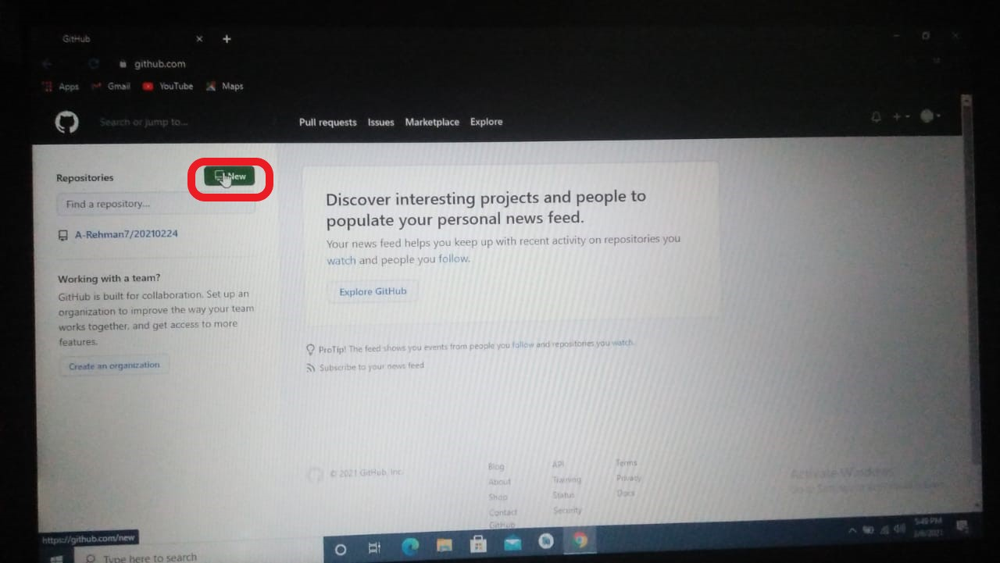 GitHub
github.com
Apps Gmail YouTube Maps
Search or jump to...
Pull requests Issues Marketplace Explore
Repositories
New
Find a repository...
A-Rehman7/20210224
Working with a team?
GitHub is built for collaboration. Set up an
organization to improve the way your team
works together, and get access to more
features.
Create an organization
Discover interesting projects and people to
populate your personal news feed.
Your news feed helps you keep up with recent activity on repositories you
watch and people you follow.
Explore GitHub
ProTip! The feed shows you events from people you follow and repositories you watch.
Subscribe to your news feed
© 2021 GitHub, Inc.
Blog
About
Shop
Contact
GitHub
API
Training
Status
Security
Terms
Privacy
Docs
Activate Windows
https://github.com/new
Type here to search
5:49 PM